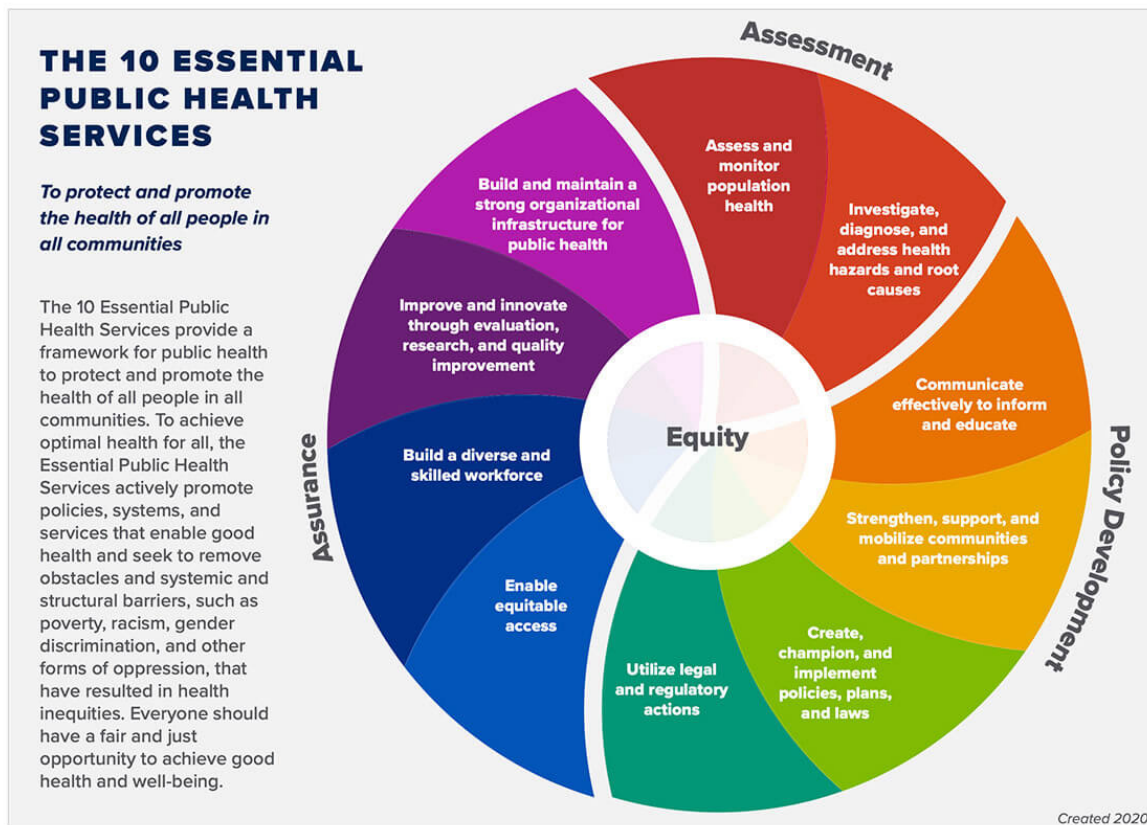 THE 10 ESSENTIAL
PUBLIC HEALTH
SERVICES
To protect and promote
the health of all people in
all communities
The 10 Essential Public
Health Services provide a
framework for public health
to protect and promote the
health of all people in all
communities. To achieve
optimal health for all, the
Essential Public Health
Services actively promote
policies, systems, and
services that enable good
health and seek to remove
obstacles and systemic and
structural barriers, such as
poverty, racism, gender
discrimination, and other
forms of oppression, that
have resulted in health
inequities. Everyone should
have a fair and just
opportunity to achieve good
health and well-being.
Assessment
Assess and
monitor
population
health
Investigate,
diagnose, and
address health
hazards and root
causes
Policy Development
Communicate
effectively to inform
and educate
Strengthen, support, and
mobilize communities
and partnerships
Create,
champion, and
implement
policies, plans,
and laws
Utilize legal
and regulatory
actions
Assurance
Enable
equitable
access
Build a diverse and
skilled workforce
Improve and innovate
through evaluation,
research, and quality
improvement
Build and maintain a
strong organizational
infrastructure for
public health
Equity
Created 2020